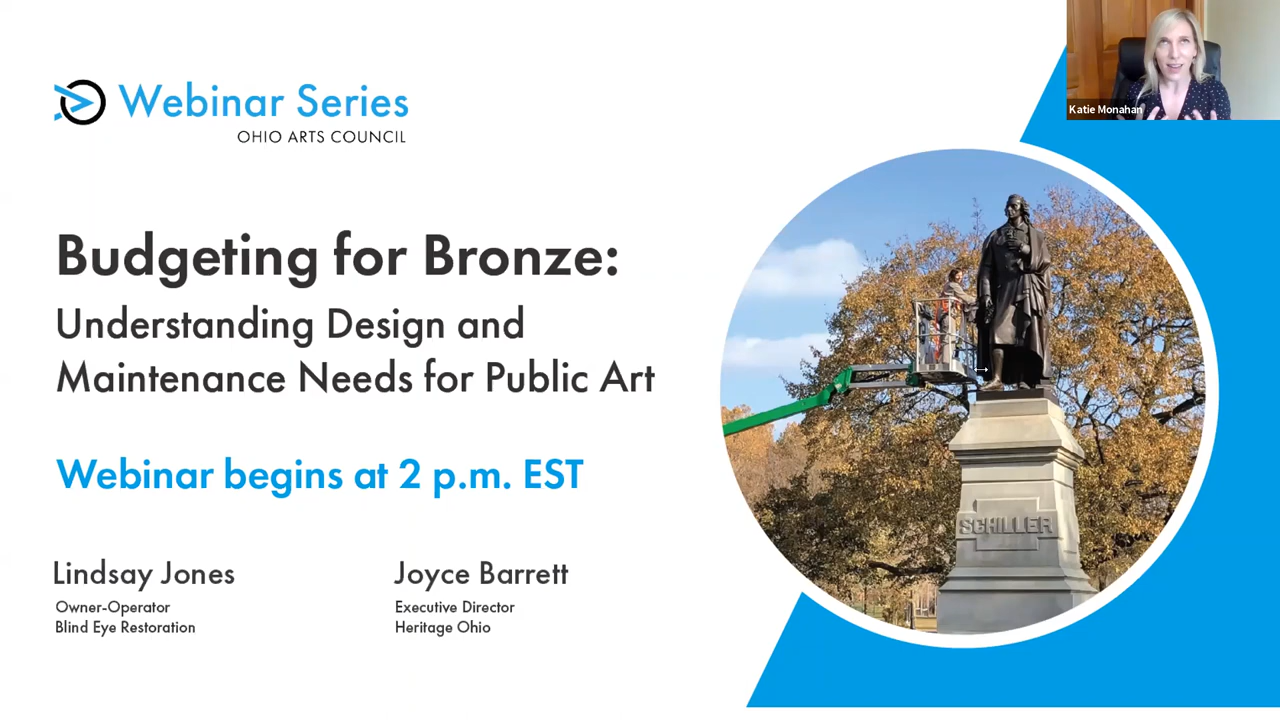 Webinar Series
OHIO ARTS COUNCIL
Katie Monahan
Budgeting for Bronze:
Understanding Design and
Maintenance Needs for Public Art
Webinar begins at 2 p.m. EST
Lindsay Jones
Owner-Operator
Blind Eye Restoration
Joyce Barrett
Executive Director
Heritage Ohio
SCHILLER